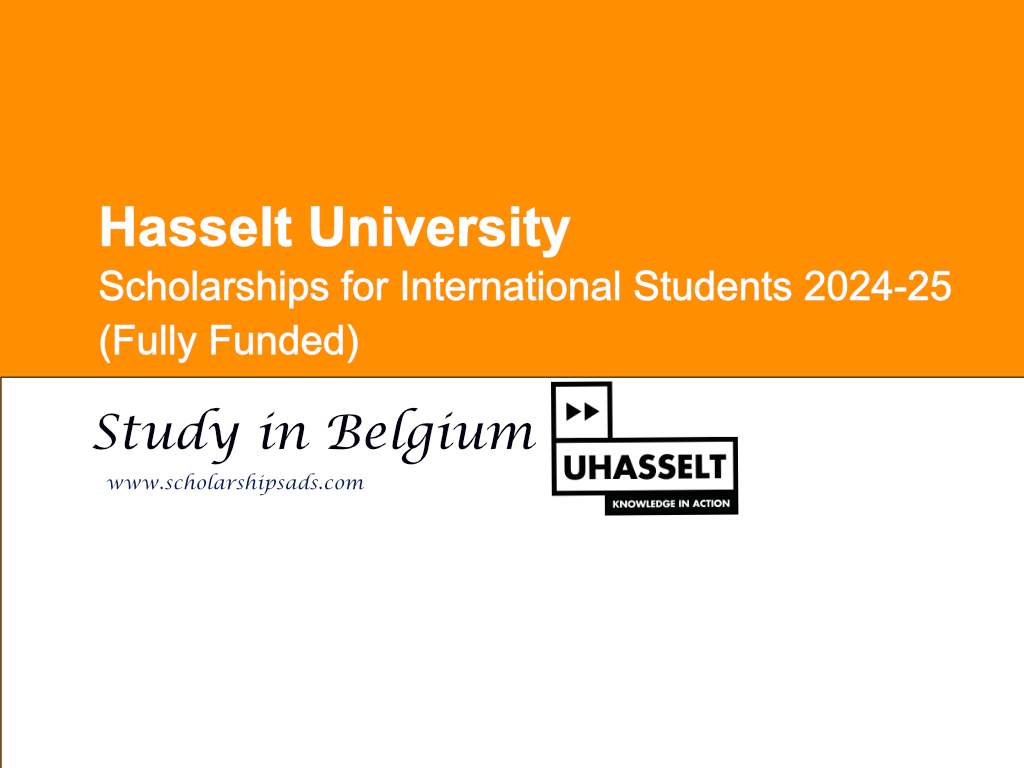 Hasselt University
Scholarships for International Students 2024-25
(Fully Funded)
Study in Belgium
www.scholarshipsads.com
UHASSELT
KNOWLEDGE IN ACTION